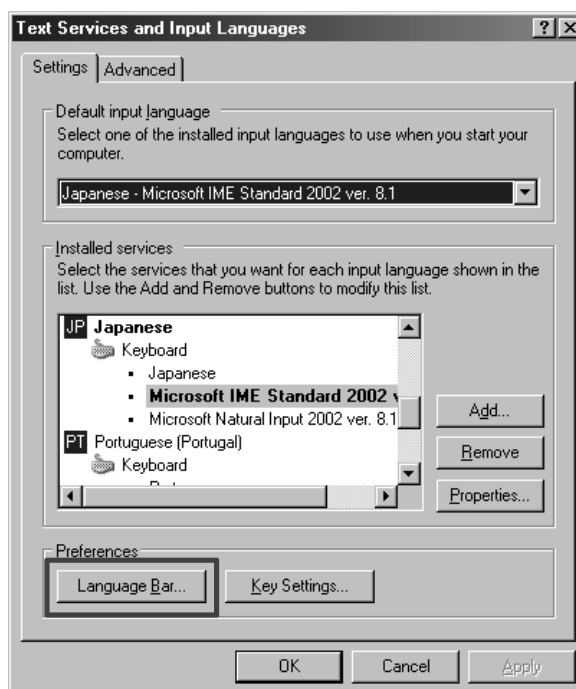 Text Services and Input Languages
Settings
Advanced
Default input language
Select one of the installed input languages to use when you start your
computer.
Japanese - Microsoft IME Standard 2002 ver. 8.1
Installed services
Select the services that you want for each input language shown in the
list. Use the Add and Remove buttons to modify this list.
JP Japanese
Keyboard
Japanese
Microsoft IME Standard 2002
Microsoft Natural Input 2002 ver. 8.1
PT Portuguese (Portugal)
Keyboard
Add...
Remove
Properties...
Preferences
Language Bar...
Key Settings...
OK
Cancel
Apply